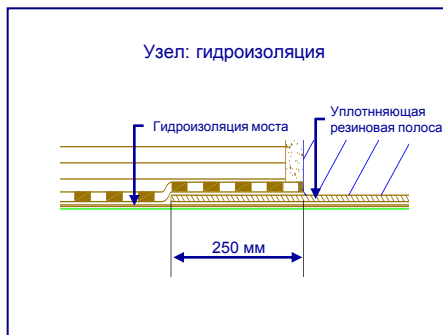 Узел: гидроизоляция
Уплотнняющая
резиновая полоса
Гидроизоляция моста
250 мм